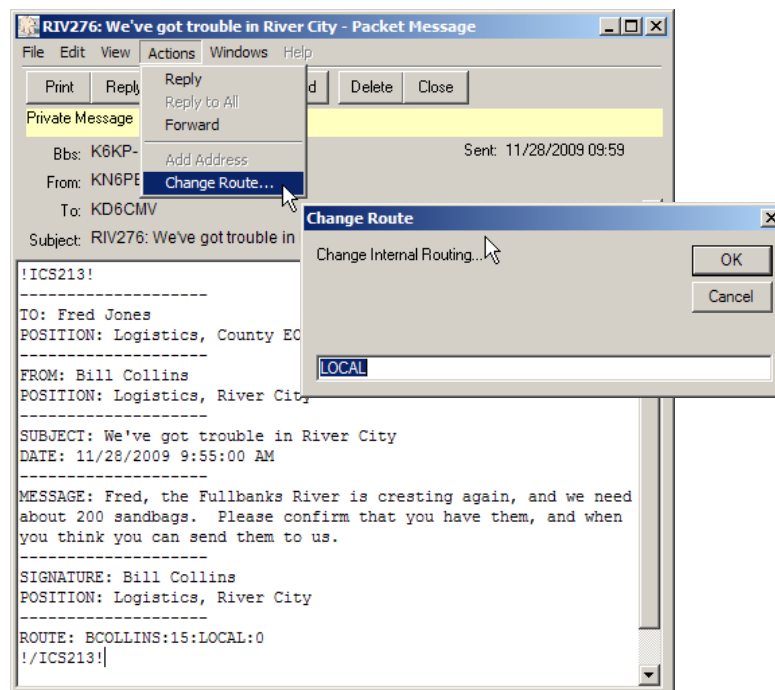 RIV276: We've got trouble in River City - Packet Message
File Edit View Actions Windows Help
Print Reply d Delete Close
Reply
Reply to All
Forward
Add Address
Change Route...
Private Message
Bbs: K6KP- Sent: 11/28/2009 09:59
From: KN6PE
To: KD6CMV
Subject: RIV276: We've got trouble in
Change Route
Change Internal Routing...
OK
Cancel
LOCAL
!ICS213!
--------------------
TO: Fred Jones
POSITION: Logistics, County EO
--------------------
FROM: Bill Collins
POSITION: Logistics, River City
--------------------
SUBJECT: We've got trouble in River City
DATE: 11/28/2009 9:55:00 AM
--------------------
MESSAGE: Fred, the Fullbanks River is cresting again, and we need
about 200 sandbags.  Please confirm that you have them, and when
you think you can send them to us.
--------------------
SIGNATURE: Bill Collins
POSITION: Logistics, River City
--------------------
ROUTE: BCOLLINS:15:LOCAL:0
!/ICS213!